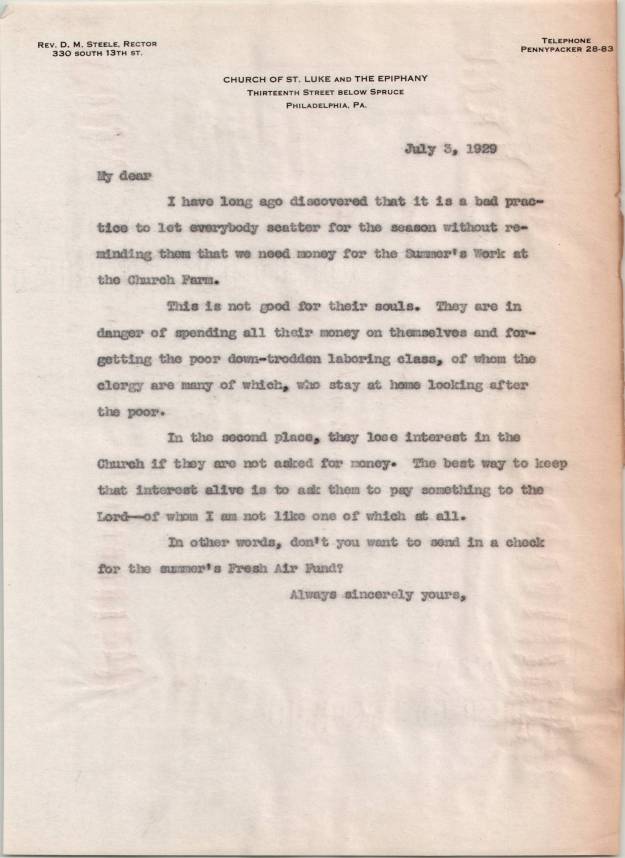 REV. D. M. STEELE, RECTOR
330 SOUTH 13TH ST.
TELEPHONE
PENNYPACKER 28-83
CHURCH OF ST. LUKE AND THE EPIPHANY
THIRTEENTH STREET BELOW SPRUCE
PHILADELPHIA, PA.
July 3, 1929
My dear
I have long ago discovered that it is a bad prac-
tice to let everybody scatter for the season without re-
minding them that we need money for the Summer's Work at
the Church Farm.
This is not good for their souls. They are in
danger of spending all their money on themselves and for-
getting the poor down-trodden laboring class, of whom the
clergy are many of which, who stay at home looking after
the poor.
In the second place, they lose interest in the
Church if they are not asked for money. The best way to keep
that interest alive is to ask them to pay something to the
Lord--of whom I am not like one of which at all.
In other words, don't you want to send in a check
for the summer's Fresh Air Fund?
Always sincerely yours,